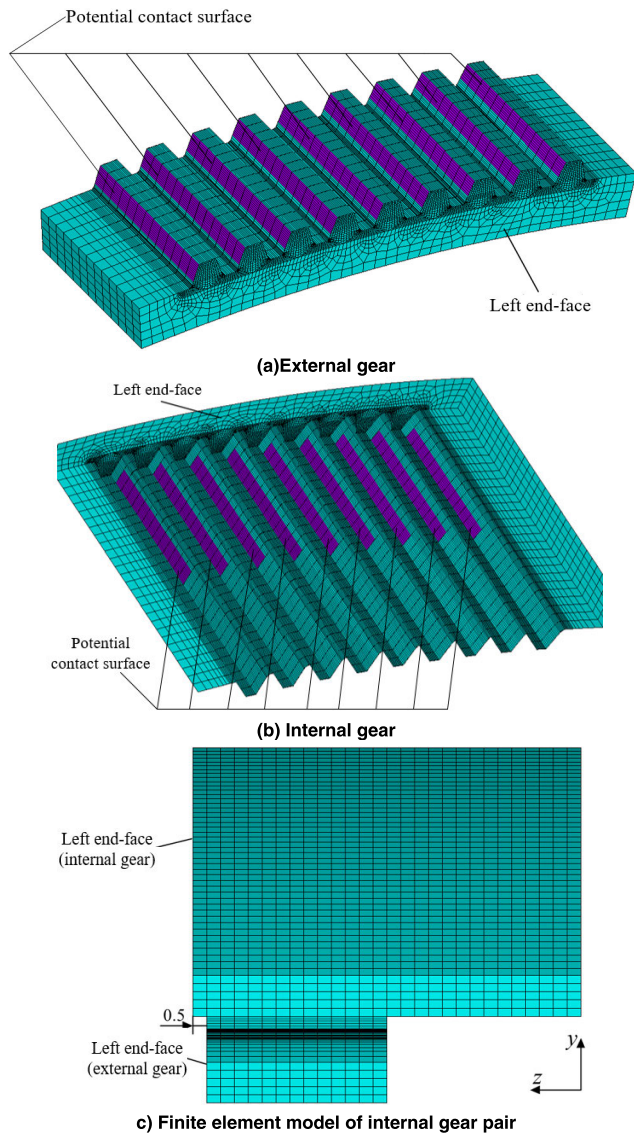 Potential contact surface
Left end-face
(a)External gear
Left end-face
Potential
contact surface
(b) Internal gear
Left end-face
(internal gear)
0.5
Left end-face
(external gear)
y
z
c) Finite element model of internal gear pair